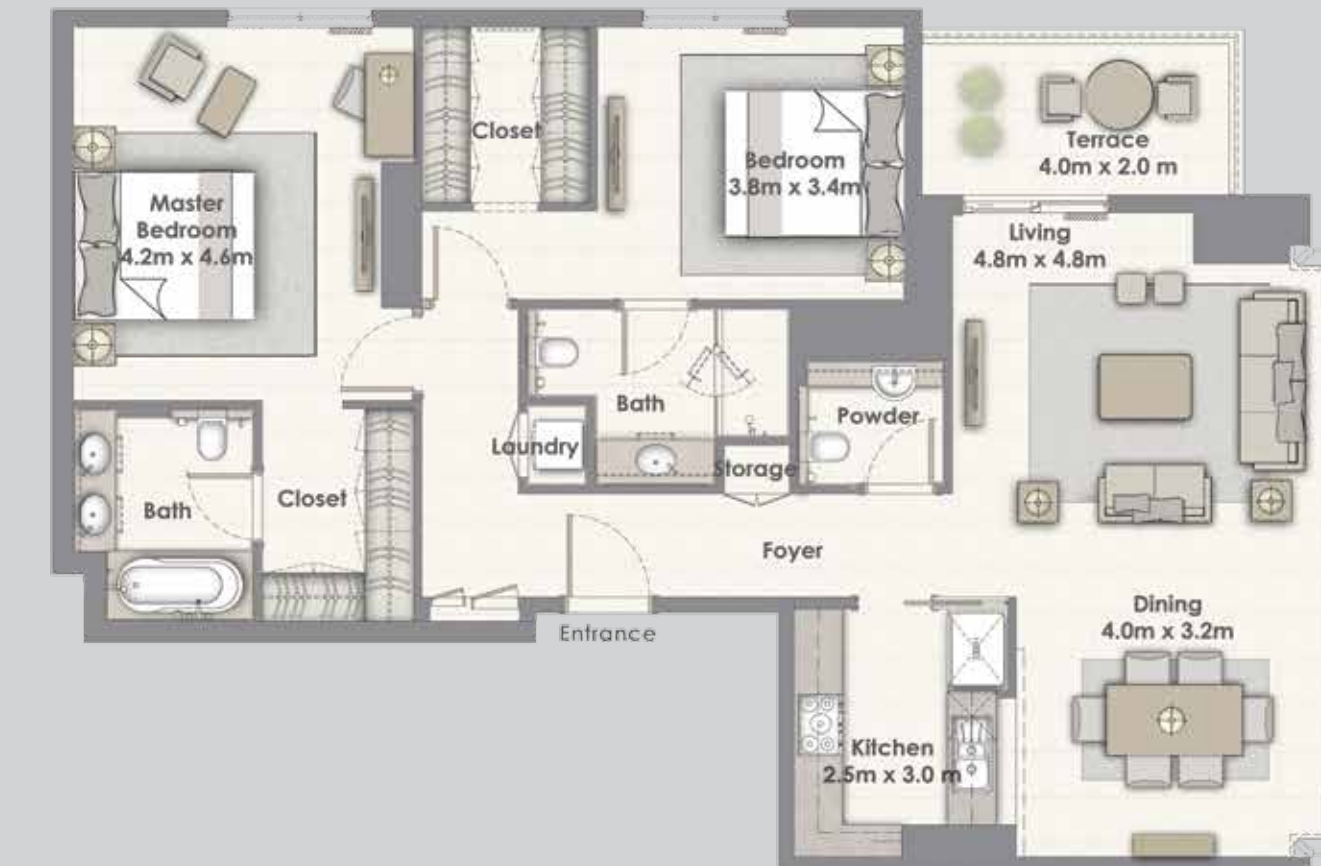 Closet
Bedroom
3.8m x 3.4m
Terrace
4.0m x 2.0 m
Master
Bedroom
4.2m x 4.6m
Living
4.8m x 4.8m
Bath
Powder
Laundry
Storage
Bath
Closet
Foyer
Entrance
Dining
4.0m x 3.2m
Kitchen
2.5m x 3.0 m